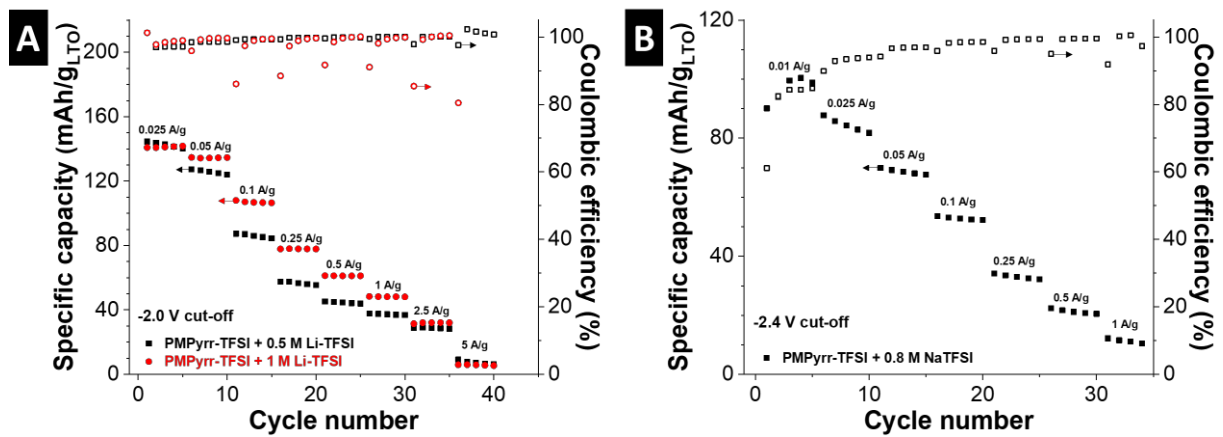 A
Specific capacity (mAh/gLTO)
200
160
120
80
40
0
0.025 A/g
0.05 A/g
0.1 A/g
0.25 A/g
0.5 A/g
1 A/g
2.5 A/g
5 A/g
-2.0 V cut-off
PMPyrr-TFSI + 0.5 M Li-TFSI
PMPyrr-TFSI + 1 M Li-TFSI
0 10 20 30 40
Cycle number
100
80
60
40
20
0
Coulombic efficiency (%)
B
Specific capacity (mAh/gLTO)
120
80
40
0
0.01 A/g
0.025 A/g
0.05 A/g
0.1 A/g
0.25 A/g
0.5 A/g
1 A/g
-2.4 V cut-off
PMPyrr-TFSI + 0.8 M NaTFSI
0 10 20 30
Cycle number
100
80
60
40
20
0
Coulombic efficiency (%)